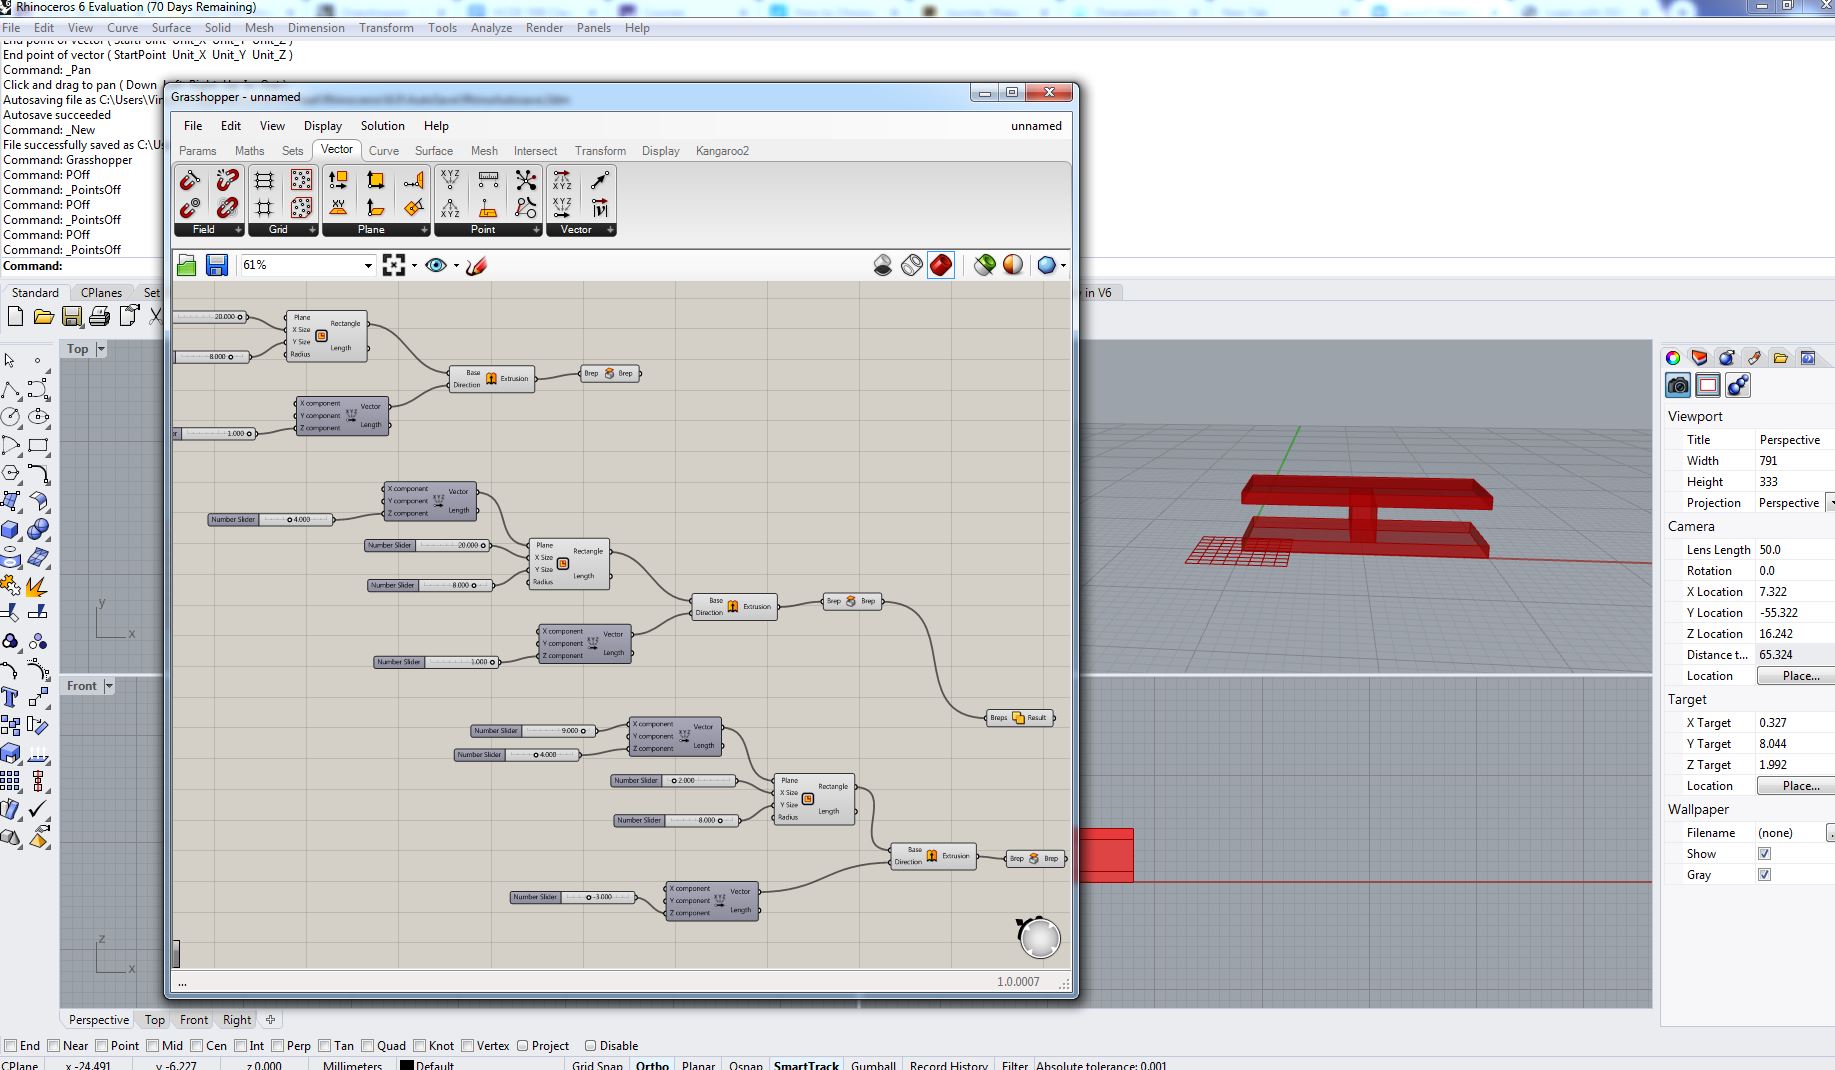 Rhinoceros 6 Evaluation (70 Days Remaining)
File Edit View Curve Surface Solid Mesh Dimension Transform Tools Analyze Render Panels Help
End point of vector ( StartPoint Unit_X Unit_Y Unit_Z )
End point of vector ( StartPoint Unit_X Unit_Y Unit_Z )
Command: _Pan
Click and drag to pan ( Down
Autosaving file as C:\Users\Vin
Autosave succeeded
Command: _New
File successfully saved as C:\Us
Command: Grasshopper
Command: POff
Command: _PointsOff
Command: POff
Command: _PointsOff
Command: POff
Command: _PointsOff
Command:
Standard CPlanes Set
in V6
Top
Front
y
x
z
x
Grasshopper - unnamed
File Edit View Display Solution Help unnamed
Params Maths Sets Vector Curve Surface Mesh Intersect Transform Display Kangaroo2
XY XYZ XYZ XYZ XYZ
Field Grid Plane Point Vector
61%
20.000
Plane
X Size
Y Size
Radius
Rectangle
Length
8.000
Base
Direction
Extrusion
Brep Brep
X component
Y component
Z component
Vector
Length
1.000
X component
Y component
Z component
Vector
Length
Number Slider 4.000
Number Slider 20.000
Plane
X Size
Y Size
Radius
Rectangle
Length
Number Slider 8.000
Base
Direction
Extrusion
Brep Brep
X component
Y component
Z component
Vector
Length
Number Slider 1.000
Breps Result
Number Slider 9.000
X component
Y component
Z component
Vector
Length
Number Slider 4.000
Number Slider 2.000
Plane
X Size
Y Size
Radius
Rectangle
Length
Number Slider 8.000
Base
Direction
Extrusion
Brep Brep
X component
Y component
Z component
Vector
Length
Number Slider -3.000
...
1.0.0007
Viewport
Title Perspective
Width 791
Height 333
Projection Perspective
Camera
Lens Length 50.0
Rotation 0.0
X Location 7.322
Y Location -55.322
Z Location 16.242
Distance t... 65.324
Location Place...
Target
X Target 0.327
Y Target 8.044
Z Target 1.992
Location Place...
Wallpaper
Filename (none)
Show
Gray
Perspective Top Front Right
End Near Point Mid Cen Int Perp Tan Quad Knot Vertex Project Disable
CPlane x -24.491 y -6.227 z 0.000 Millimeters Default Grid Snap Ortho Planar Osnap SmartTrack Gumball Record History Filter Absolute tolerance: 0.001